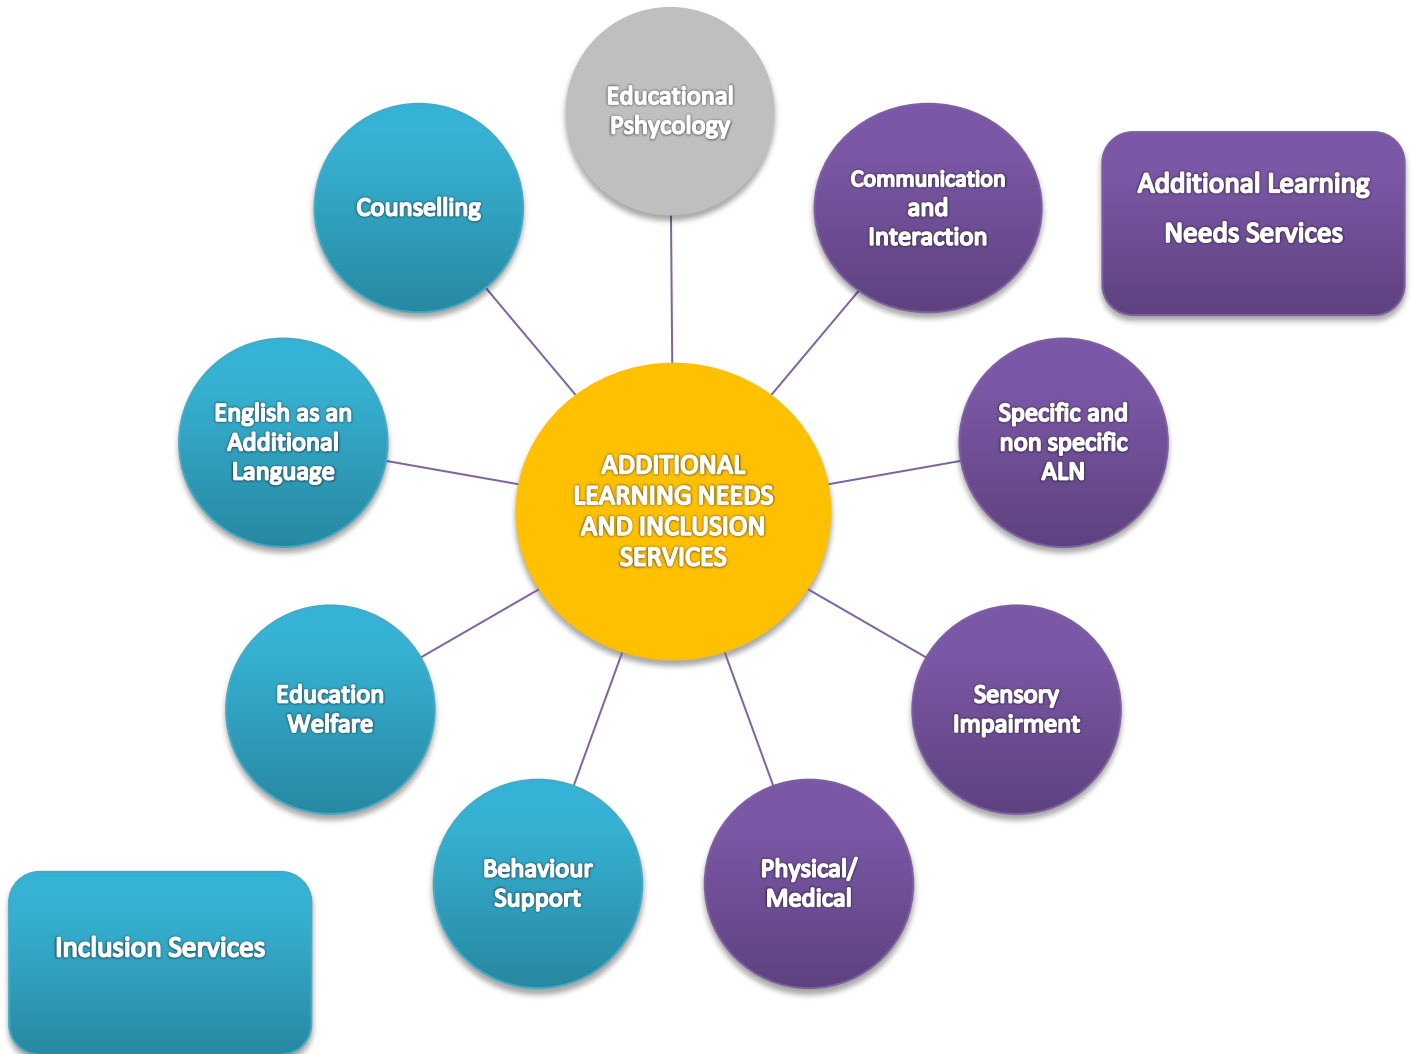 Educational
Pshycology
Communication
and
Interaction
Additional Learning
Needs Services
Counselling
Specific and
non specific
ALN
English as an
Additional
Language
ADDITIONAL
LEARNING NEEDS
AND INCLUSION
SERVICES
Sensory
Impairment
Education
Welfare
Physical/
Medical
Behaviour
Support
Inclusion Services